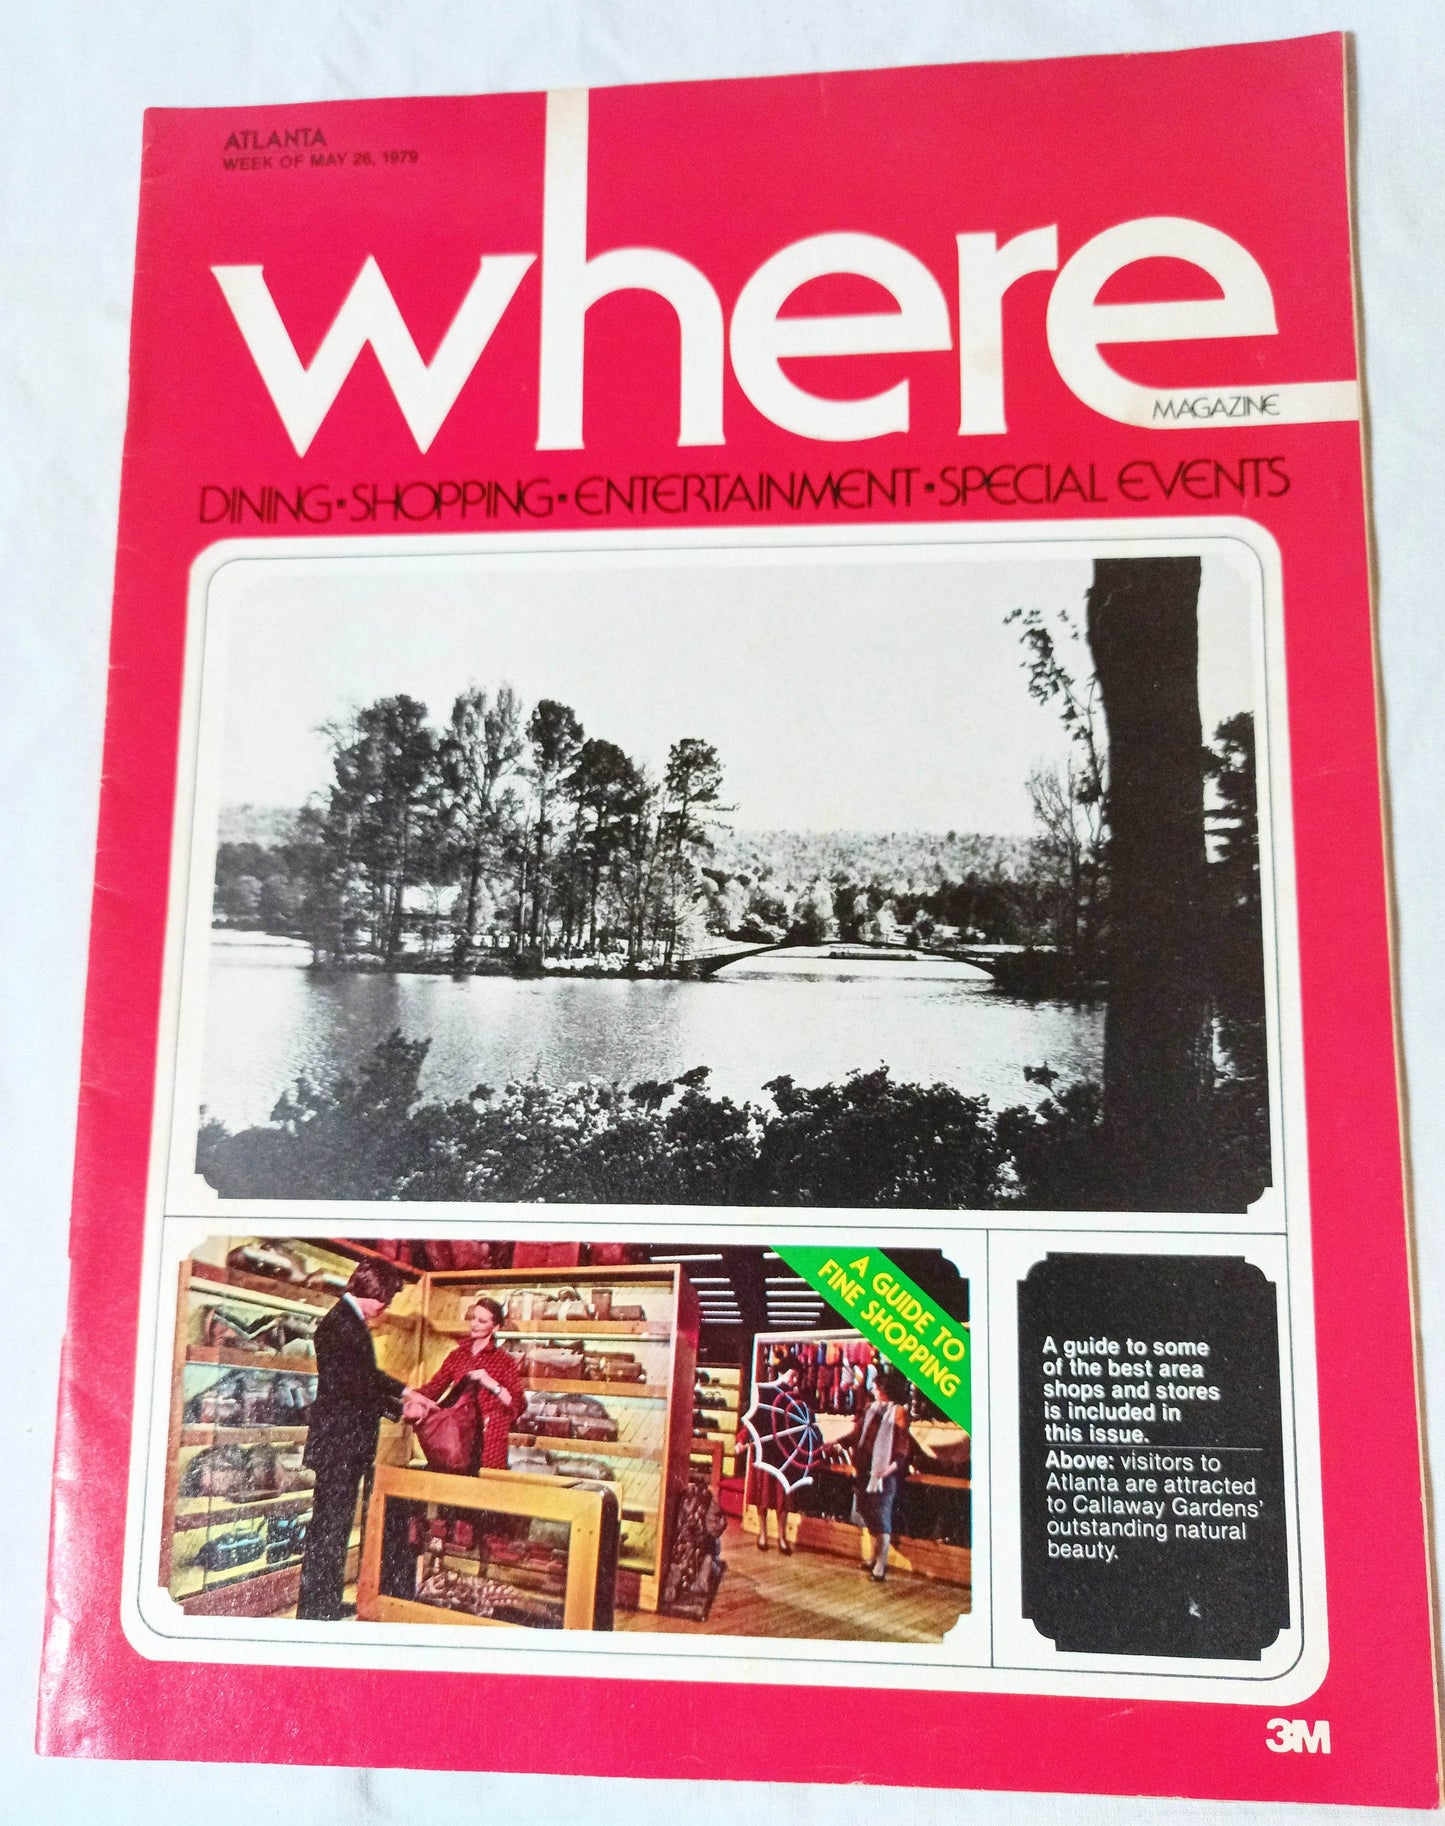 ATLANTA
WEEK OF MAY 26, 1979
where
MAGAZINE
DINING•SHOPPING•ENTERTAINMENT•SPECIAL EVENTS
A GUIDE TO
FINE SHOPPING
A guide to some
of the best area
shops and stores
is included in
this issue.
Above: visitors to
Atlanta are attracted
to Callaway Gardens'
outstanding natural
beauty.
3M